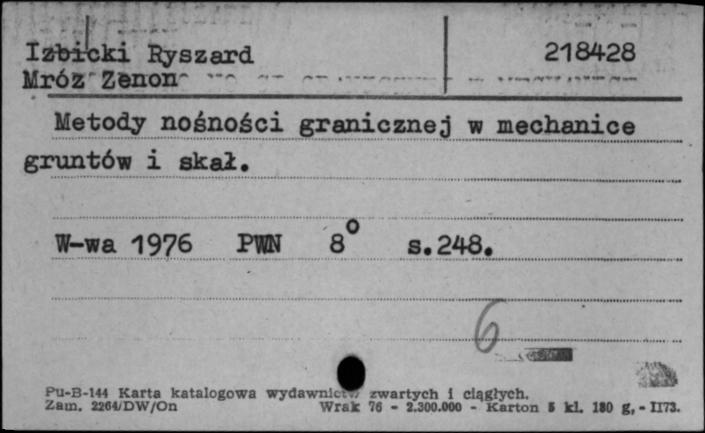 Izbicki Ryszard 218428
Mróz Zenon
Metody nośności granicznej w mechanice
gruntów i skał.
W-wa 1976 PWN 8° s.248.
6
Pu-B-144 Karta katalogowa wydawnictw zwartych i ciągłych.
Zam. 2264/DW/On Wrak 76 - 2.300.000 - Karton 5 kl. 180 g, - II73.